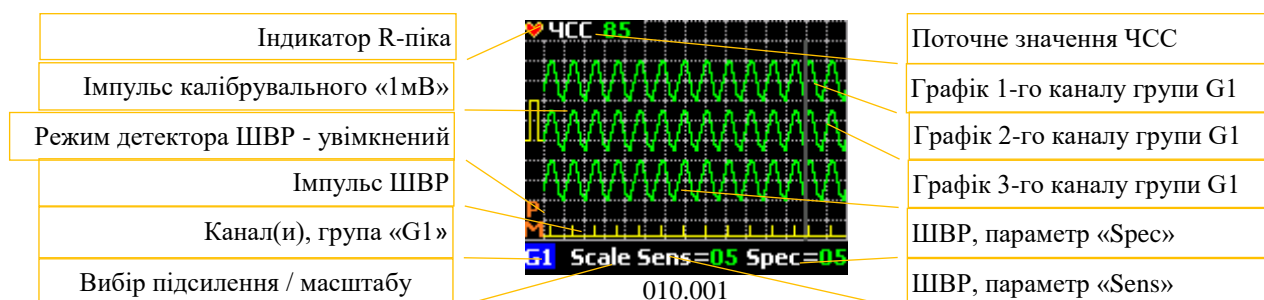 Індикатор R-піка
Імпульс калібрувального «1мВ»
Режим детектора ШВР - увімкнений
Імпульс ШВР
Канал(и), група «G1»
Вибір підсилення / масштабу
ЧСС 85
P
M
G1 Scale Sens=05 Spec=05
010.001
Поточне значення ЧСС
Графік 1-го каналу групи G1
Графік 2-го каналу групи G1
Графік 3-го каналу групи G1
ШВР, параметр «Spec»
ШВР, параметр «Sens»